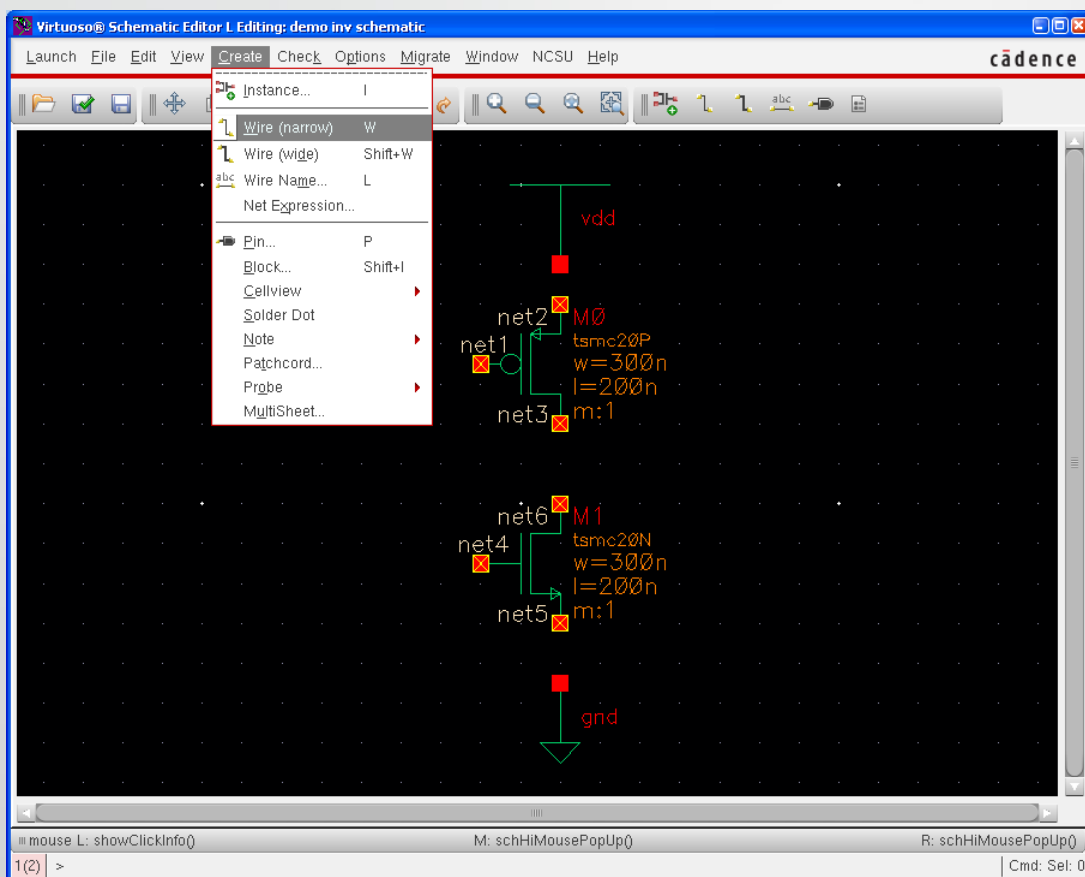 Virtuoso® Schematic Editor L Editing: demo inv schematic
Launch File Edit View Create Check Options Migrate Window NCSU Help cādence
abc
Instance... I
Wire (narrow) W
Wire (wide) Shift+W
abc Wire Name... L
Net Expression...
Pin... P
Block... Shift+I
Cellview
Solder Dot
Note
Patchcord...
Probe
MultiSheet...
vdd
net2 M0
net1 tsmc20P
w=300n
l=200n
net3 m:1
net6 M1
net4 tsmc20N
w=300n
l=200n
net5 m:1
gnd
mouse L: showClickInfo() M: schHiMousePopUp() R: schHiMousePopUp()
1(2) > Cmd: Sel: 0